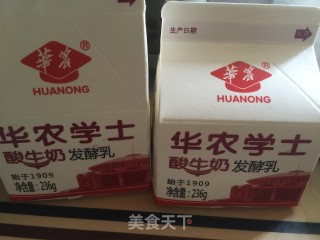 華农®
HUANONG
华农学士
酸牛奶 发酵乳
始于1909
净含量:236g
生产日期
華农®
HUANONG
华农学士
酸牛奶 发酵乳
始于1909
净含量:236g
美食天下